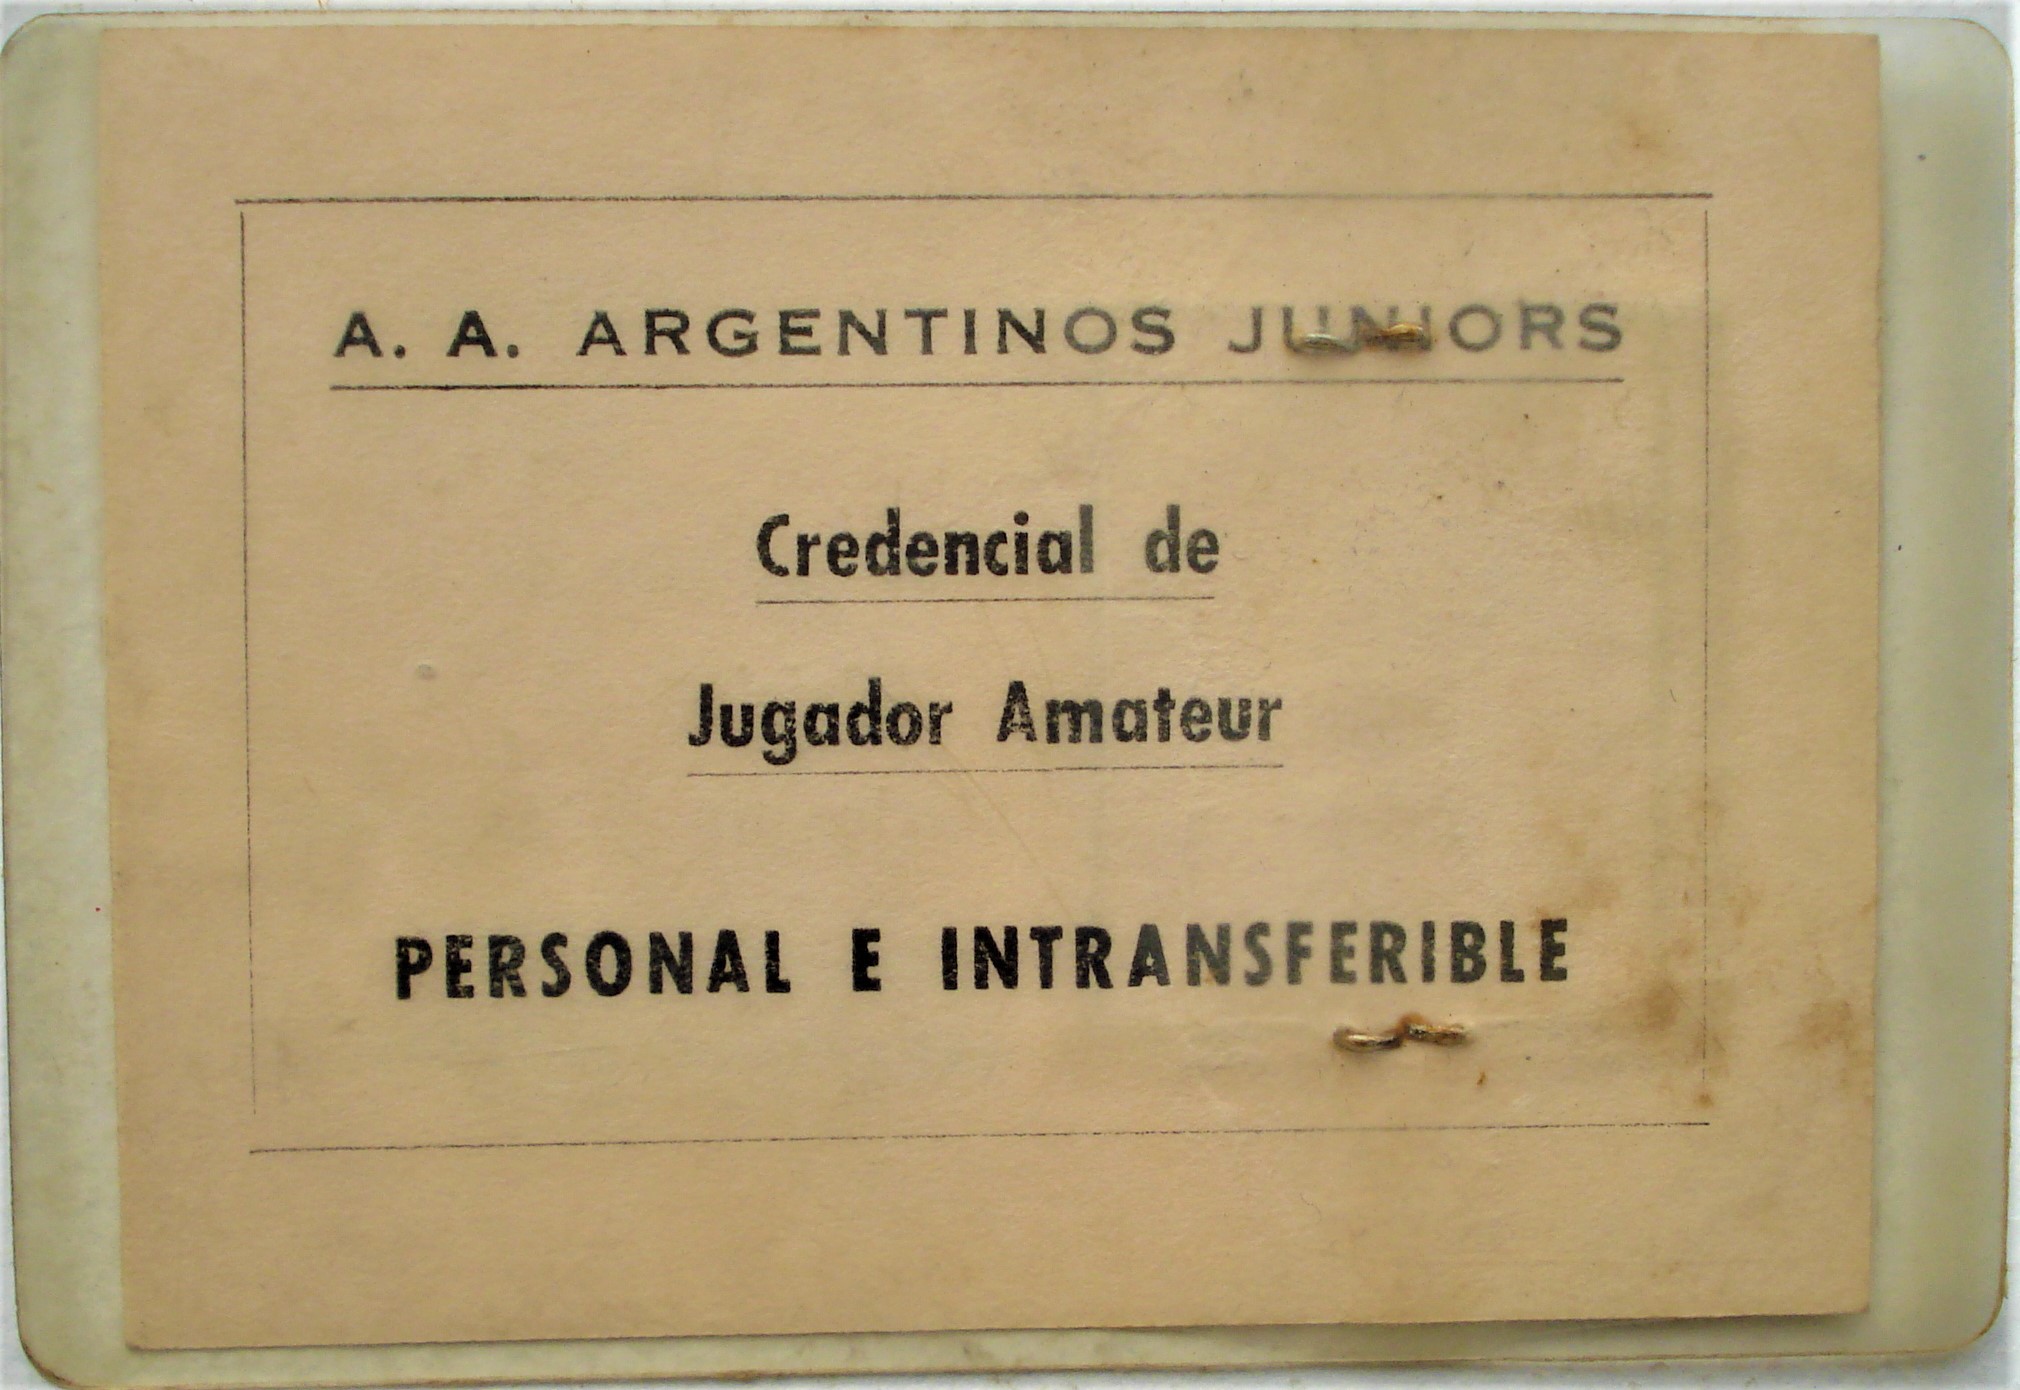 A. A. ARGENTINOS JUNIORS
Credencial de
Jugador Amateur
PERSONAL E INTRANSFERIBLE